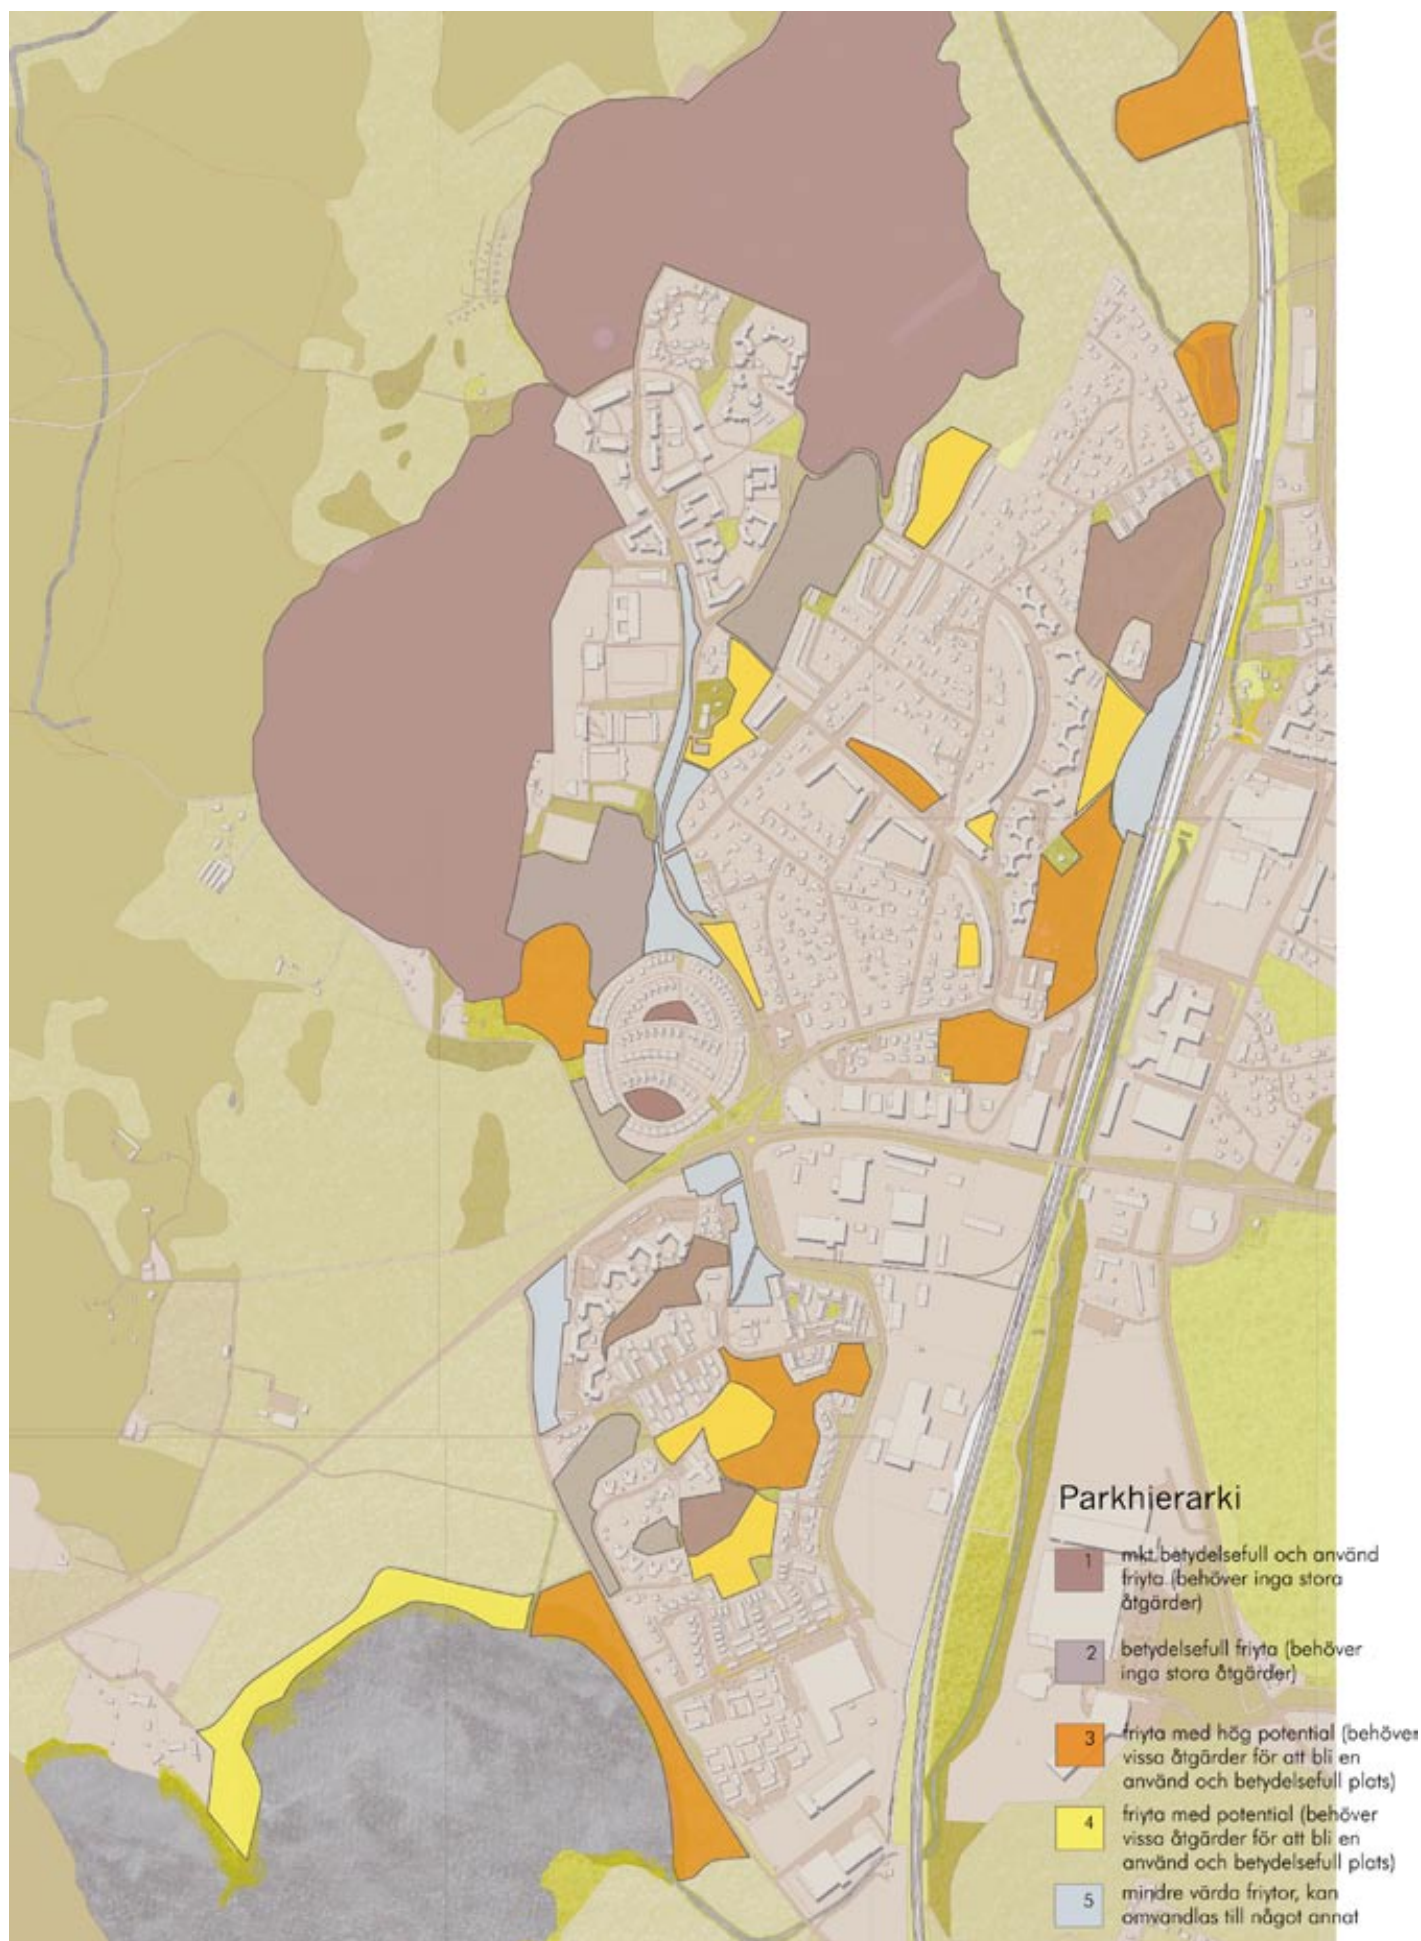 Parkhierarki
1 mkt betydelsefull och använd
friyta (behöver inga stora
åtgärder)
2 betydelsefull friyta (behöver
inga stora åtgärder)
3 friyta med hög potential (behöver
vissa åtgärder för att bli en
använd och betydelsefull plats)
4 friyta med potential (behöver
vissa åtgärder för att bli en
använd och betydelsefull plats)
5 mindre värda friytor, kan
omvandlas till något annat